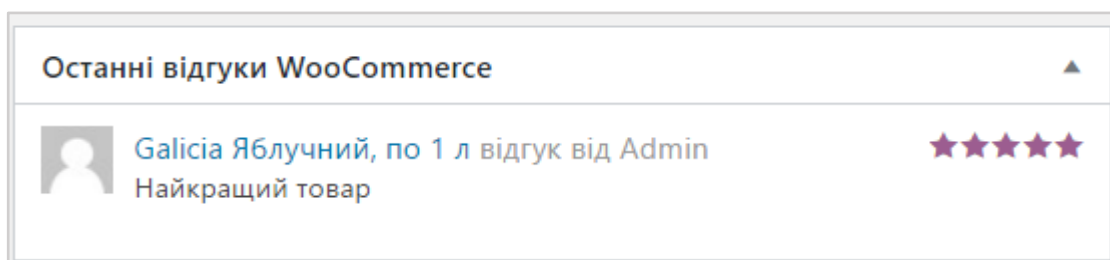 Останні відгуки WooCommerce
Galicia Яблучний, по 1 л відгук від Admin
Найкращий товар